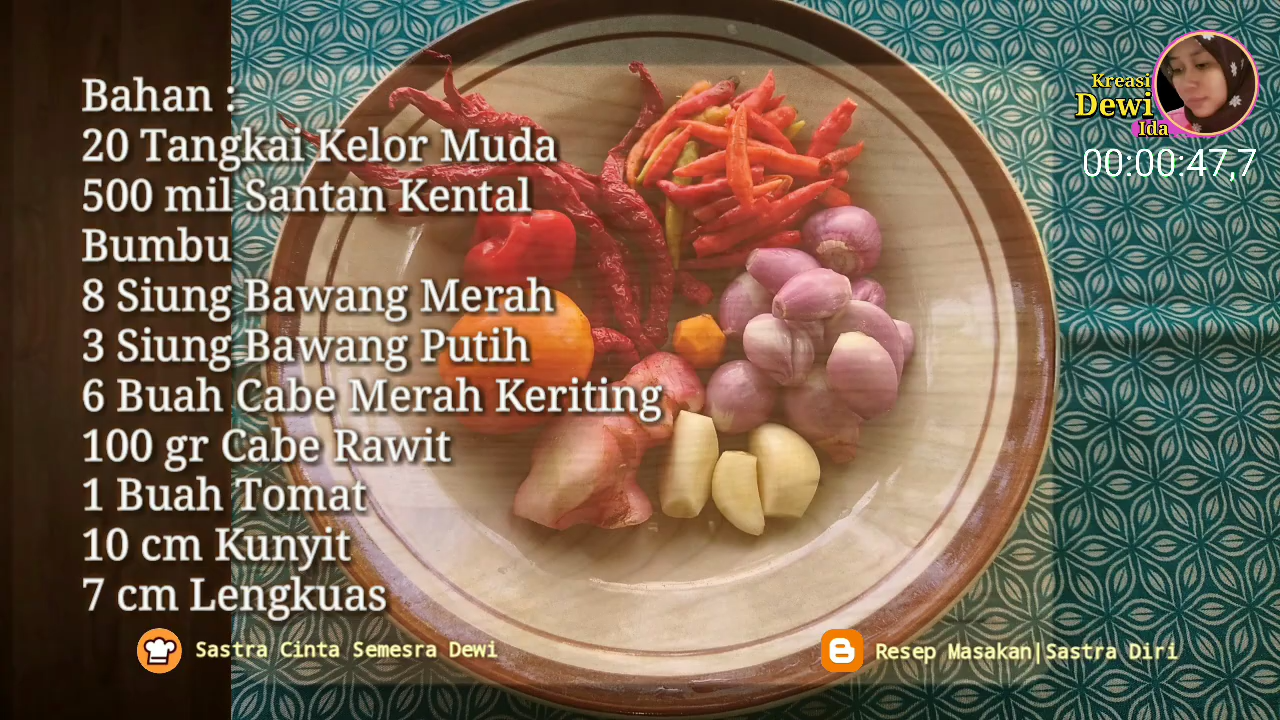 Bahan :
20 Tangkai Kelor Muda
500 mil Santan Kental
Bumbu
8 Siung Bawang Merah
3 Siung Bawang Putih
6 Buah Cabe Merah Keriting
100 gr Cabe Rawit
1 Buah Tomat
10 cm Kunyit
7 cm Lengkuas
Kreasi
Dewi
Ida
00:00:47,7
Sastra Cinta Semesra Dewi
Resep Masakan|Sastra Diri